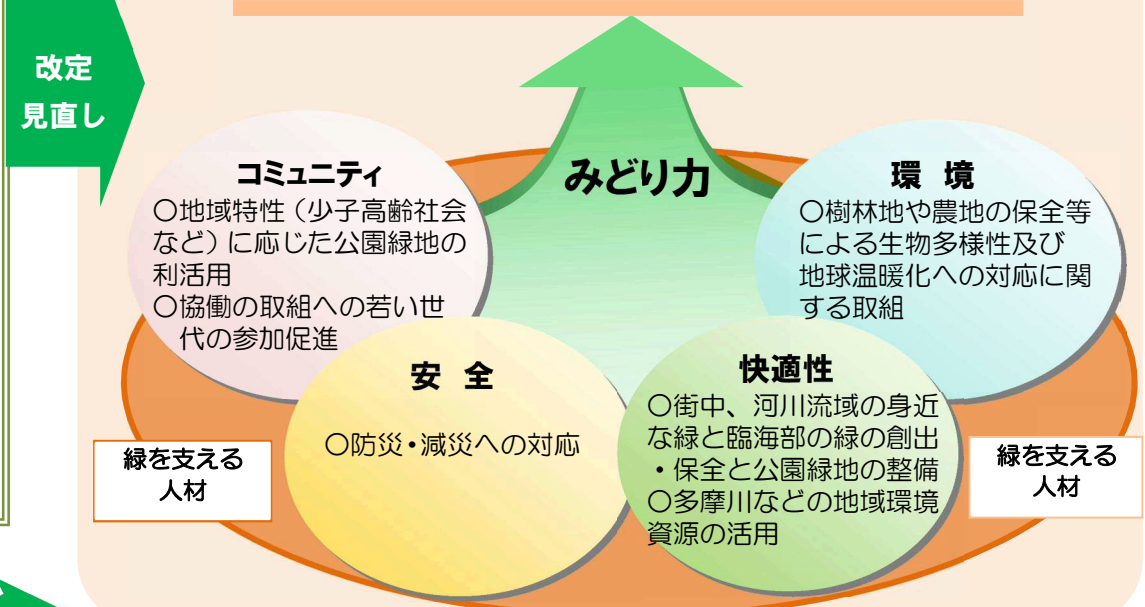 改定
見直し
みどり力
コミュニティ
〇地域特性（少子高齢社会
など）に応じた公園緑地の
利活用
〇協働の取組への若い世
代の参加促進
環 境
〇樹林地や農地の保全等
による生物多様性及び
地球温暖化への対応に関
する取組
安 全
〇防災・減災への対応
快適性
〇街中、河川流域の身近
な緑と臨海部の緑の創出
・保全と公園緑地の整備
〇多摩川などの地域環境
資源の活用
緑を支える
人材
緑を支える
人材